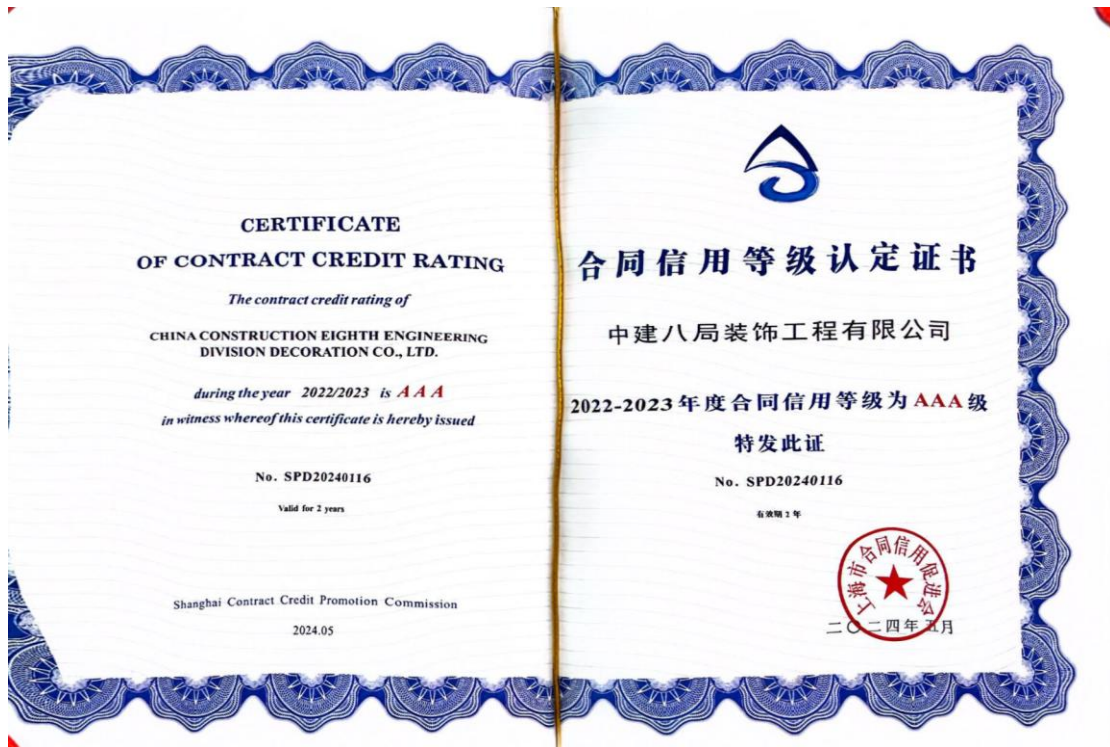 CERTIFICATE
OF CONTRACT CREDIT RATING
The contract credit rating of
CHINA CONSTRUCTION EIGHTH ENGINEERING
DIVISION DECORATION CO., LTD.
during the year 2022/2023 is AAA
in witness whereof this certificate is hereby issued
No. SPD20240116
Valid for 2 years
Shanghai Contract Credit Promotion Commission
2024.05
合同信用等级认定证书
中建八局装饰工程有限公司
2022-2023年度合同信用等级为AAA级
特发此证
No. SPD20240116
有效期2年
上海市合同信用促进会
二〇二四年五月